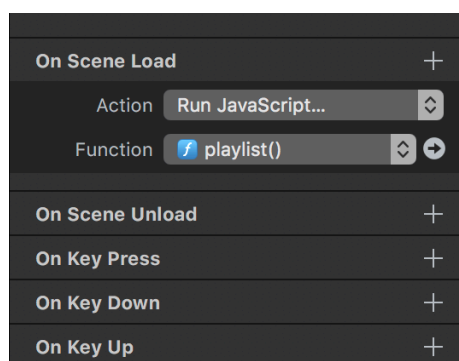 On Scene Load
Action Run JavaScript...
Function playlist()
On Scene Unload
On Key Press
On Key Down
On Key Up